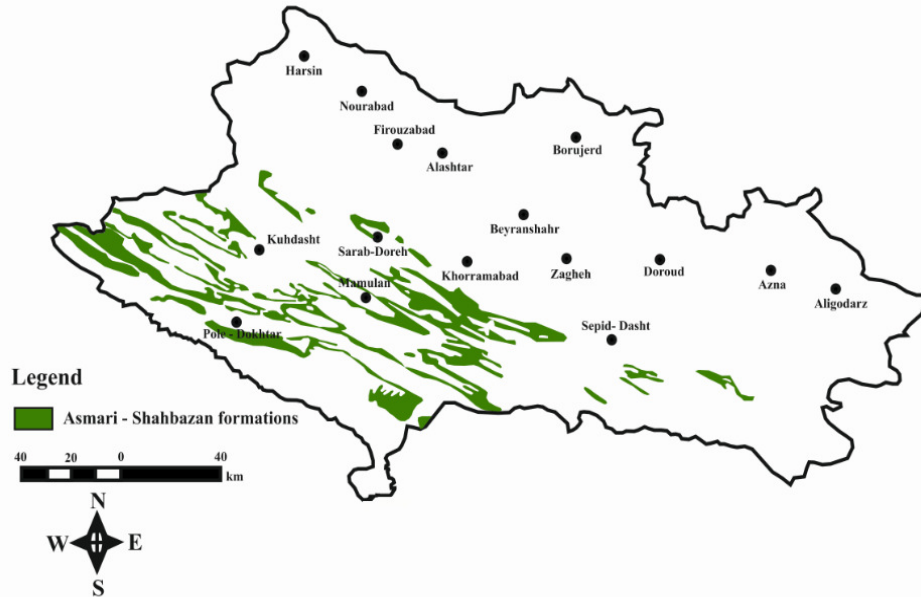 Harsin
Nourabad
Firouzabad
Alashtar
Borujerd
Beyranshahr
Kuhdasht
Sarab-Doreh
Khorramabad
Zagheh
Doroud
Azna
Aligodarz
Mamulan
Pole - Dokhtar
Sepid- Dasht
Legend
Asmari - Shahbazan formations
40 20 0 40
km
N
W E
S